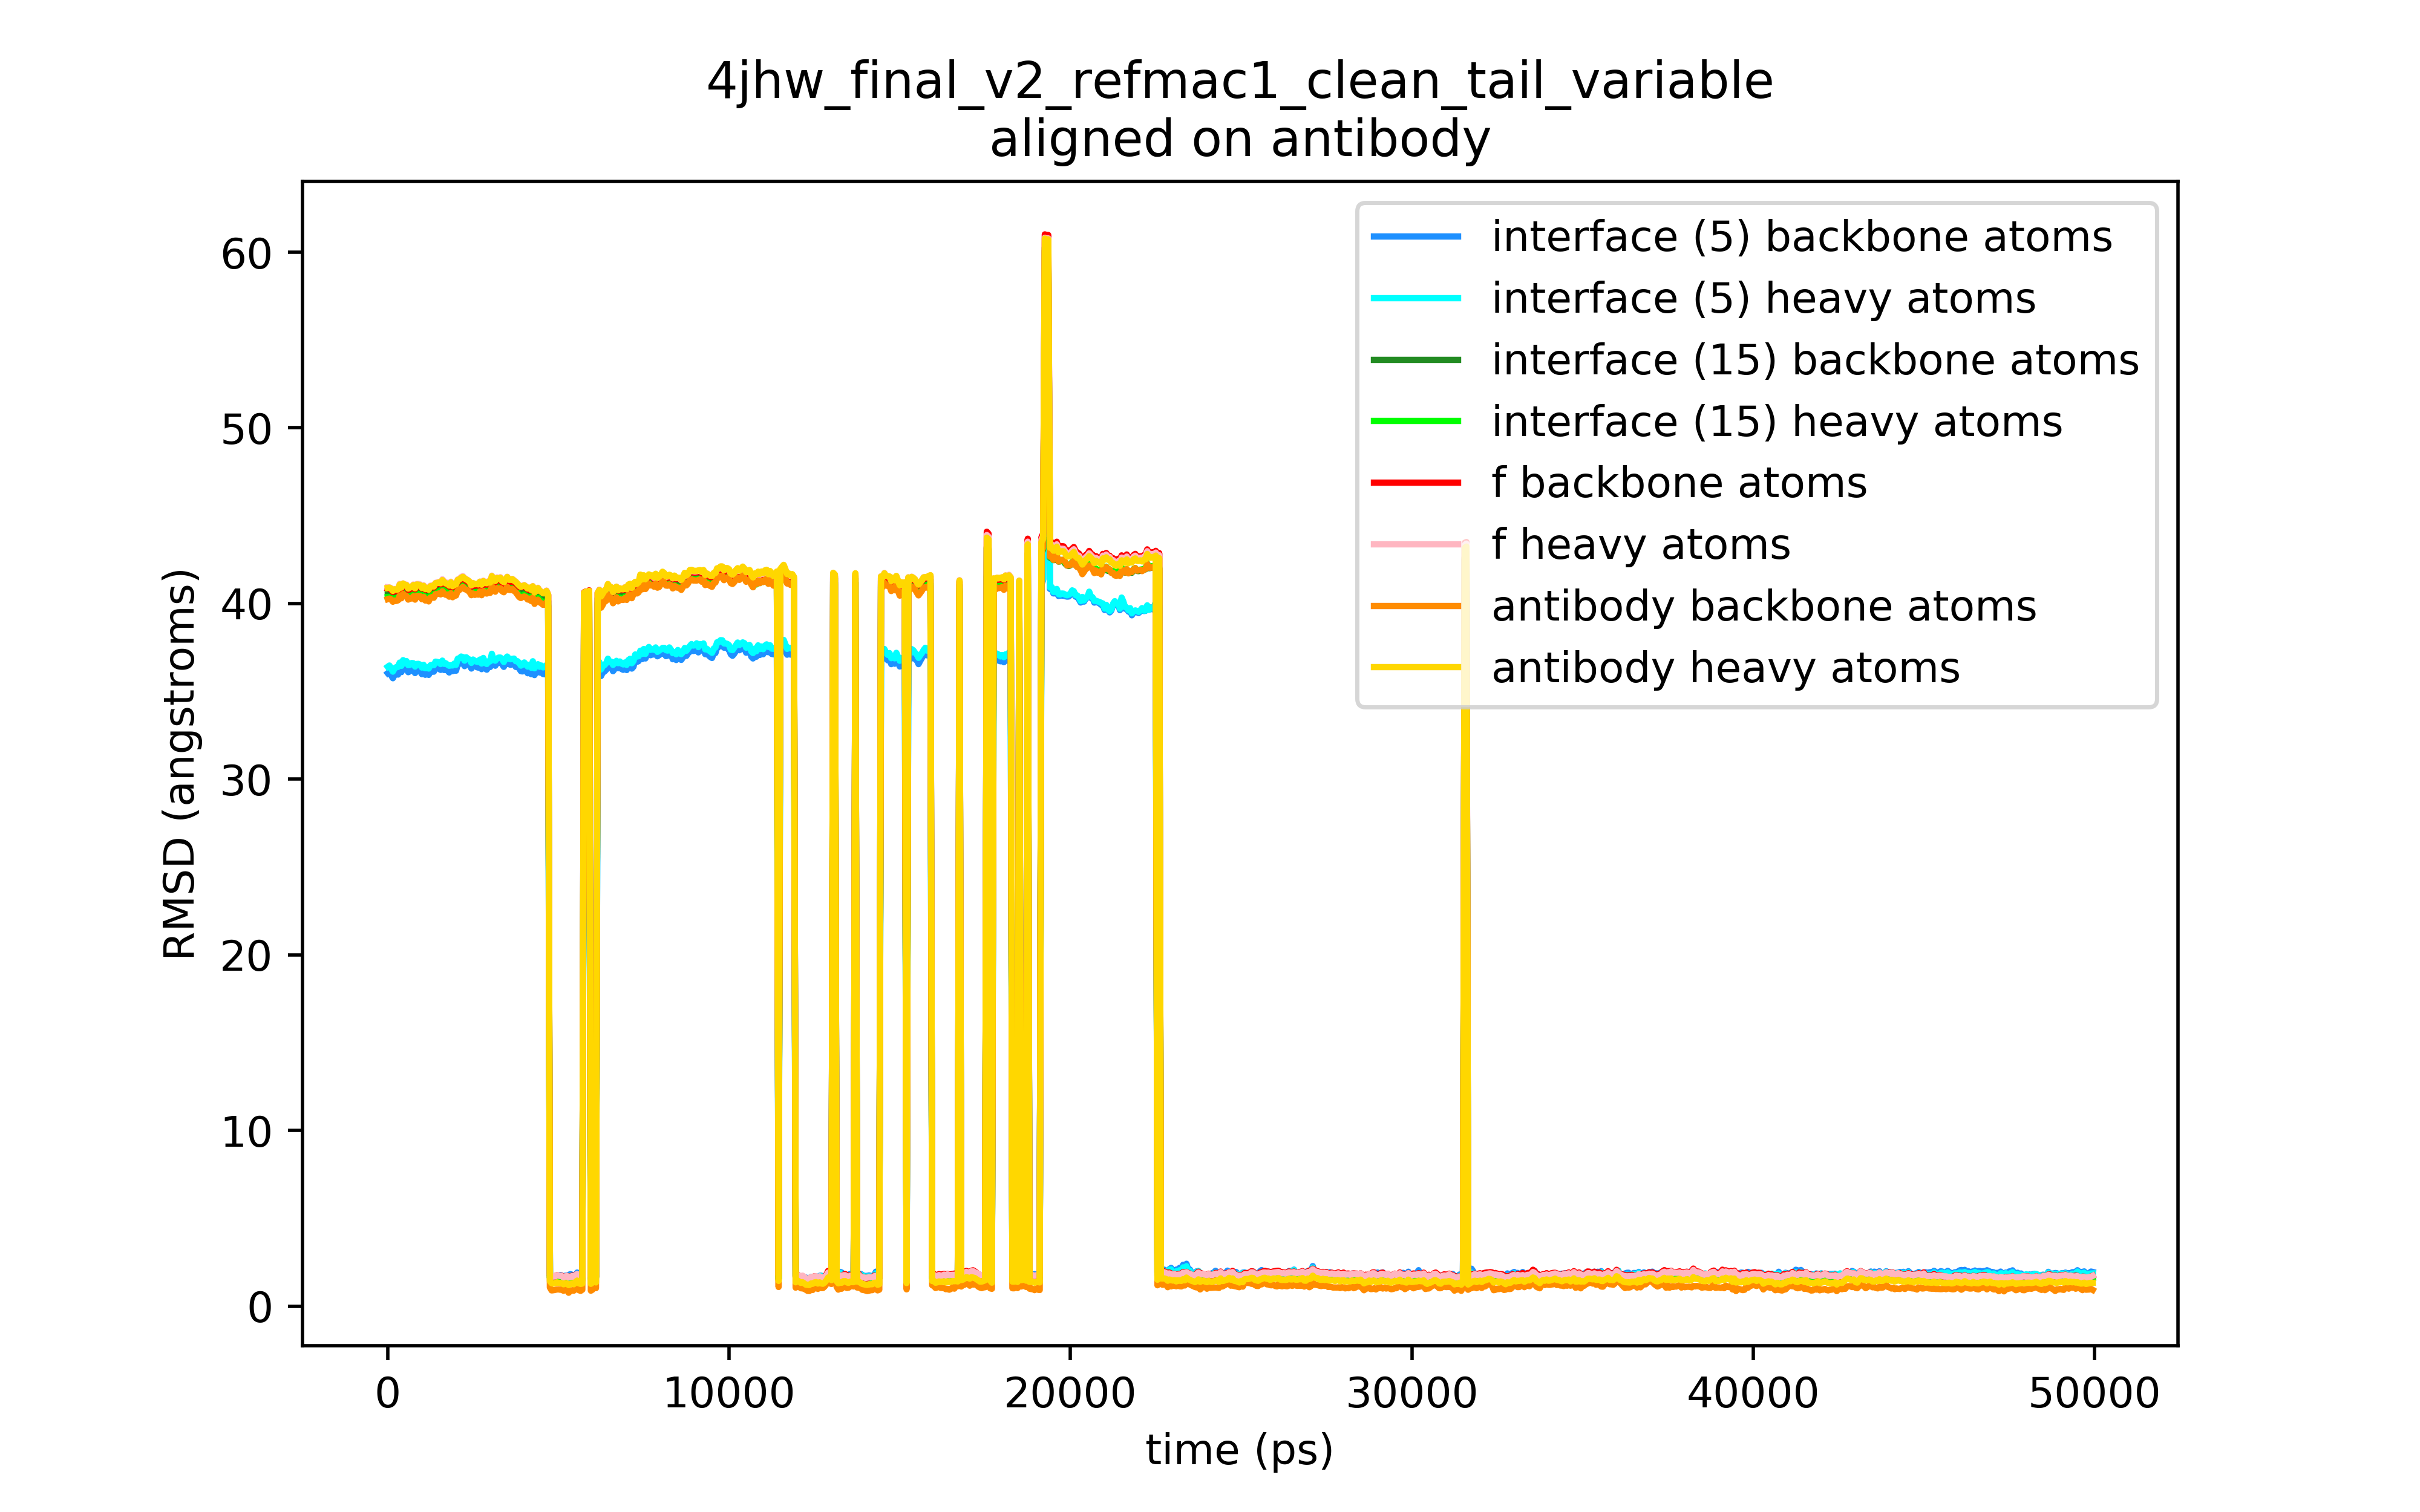 4jhw_final_v2_refmac1_clean_tail_variable
aligned on antibody
interface (5) backbone atoms
interface (5) heavy atoms
interface (15) backbone atoms
interface (15) heavy atoms
f backbone atoms
f heavy atoms
antibody backbone atoms
antibody heavy atoms
RMSD (angstroms)
60
50
40
30
20
10
0
0 10000 20000 30000 40000 50000
time (ps)